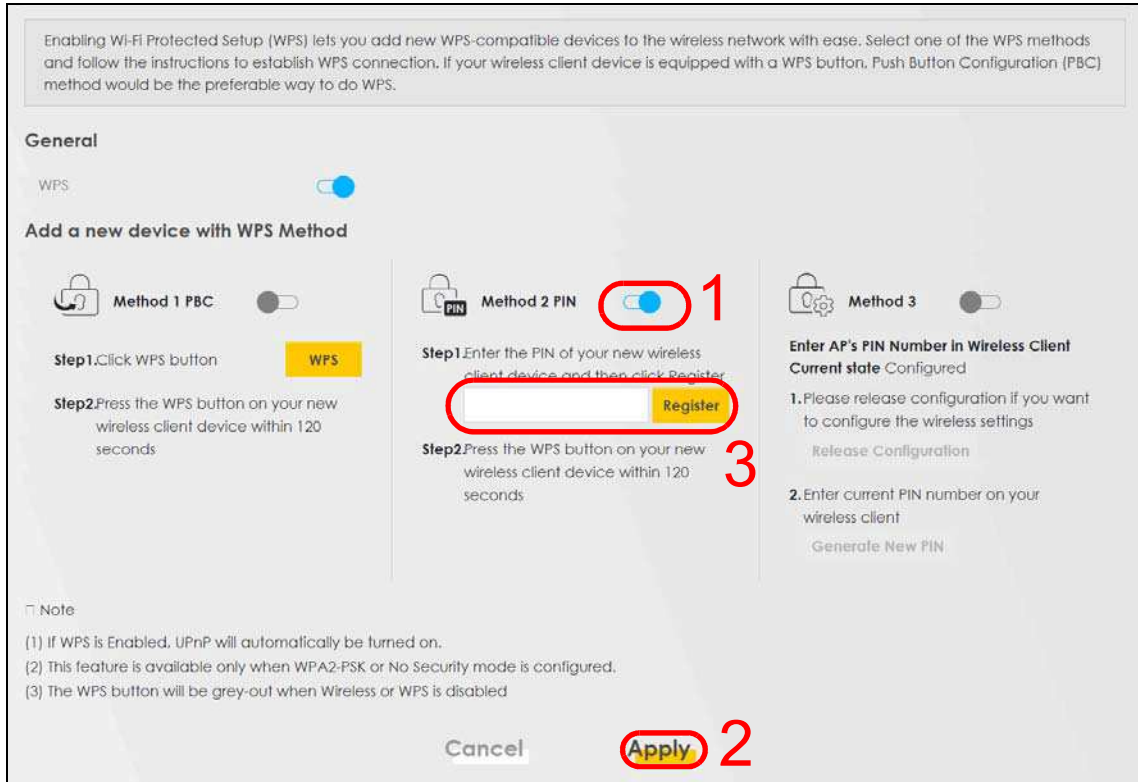 Enabling Wi-Fi Protected Setup (WPS) lets you add new WPS-compatible devices to the wireless network with ease. Select one of the WPS methods
and follow the instructions to establish WPS connection. If your wireless client device is equipped with a WPS button, Push Button Configuration (PBC)
method would be the preferable way to do WPS.
General
WPS
Add a new device with WPS Method
Method 1 PBC
Step1.Click WPS button
WPS
Step2.Press the WPS button on your new
wireless client device within 120
seconds
PIN
Method 2 PIN
1
Step1.Enter the PIN of your new wireless
client device and then click Register
Register
3
Step2.Press the WPS button on your new
wireless client device within 120
seconds
Method 3
Enter AP's PIN Number in Wireless Client
Current state Configured
1.Please release configuration if you want
to configure the wireless settings
Release Configuration
2.Enter current PIN number on your
wireless client
Generate New PIN
Note
(1) If WPS is Enabled, UPnP will automatically be turned on.
(2) This feature is available only when WPA2-PSK or No Security mode is configured.
(3) The WPS button will be grey-out when Wireless or WPS is disabled
Cancel
Apply
2